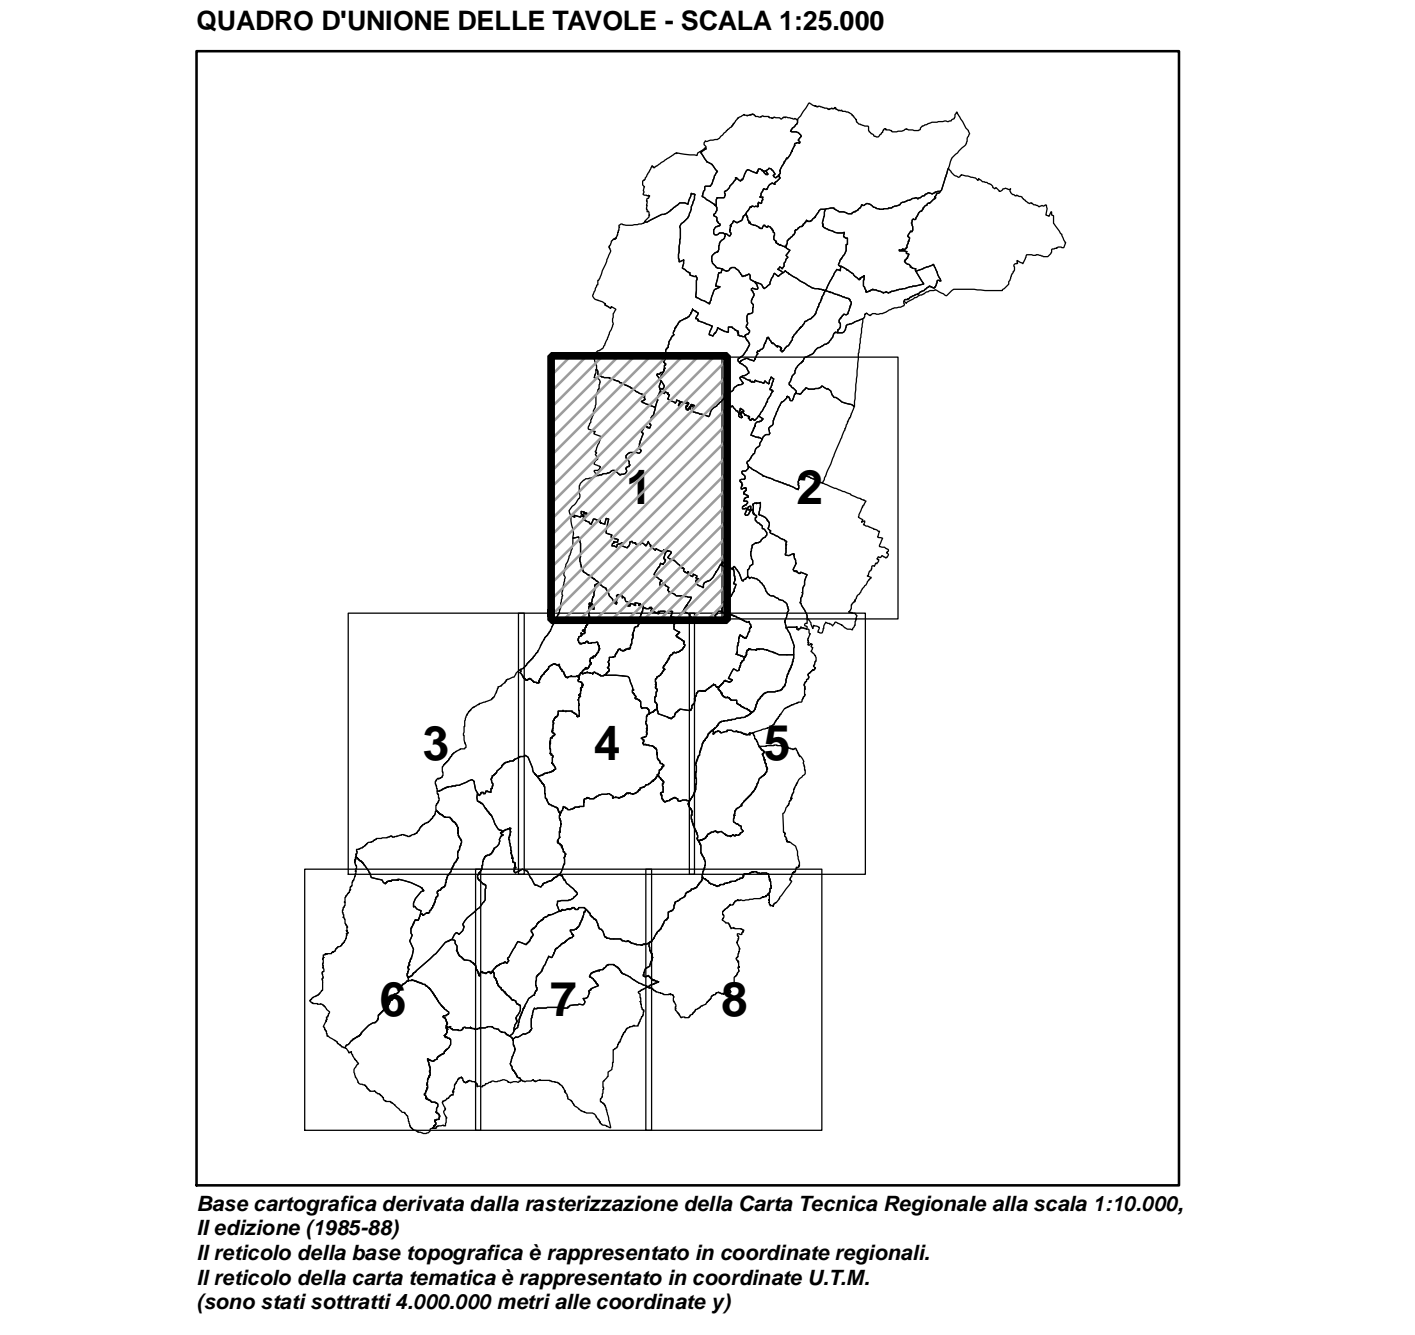 QUADRO D'UNIONE DELLE TAVOLE - SCALA 1:25.000
1
2
3
4
5
6
7
8
Base cartografica derivata dalla rasterizzazione della Carta Tecnica Regionale alla scala 1:10.000,
II edizione (1985-88)
Il reticolo della base topografica è rappresentato in coordinate regionali.
Il reticolo della carta tematica è rappresentato in coordinate U.T.M.
(sono stati sottratti 4.000.000 metri alle coordinate y)